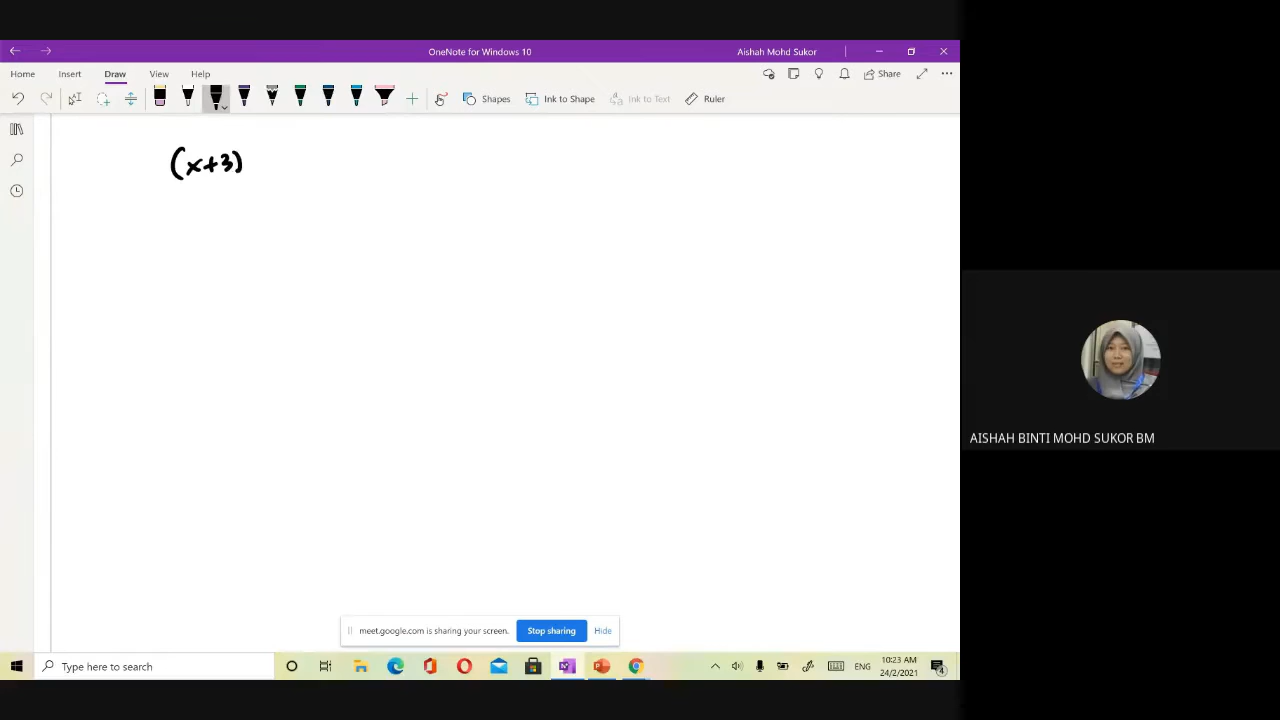 OneNote for Windows 10
Aishah Mohd Sukor
Home Insert Draw View Help
Share
Shapes Ink to Shape Ink to Text Ruler
(x+3)
AISHAH BINTI MOHD SUKOR BM
meet.google.com is sharing your screen. Stop sharing Hide
Type here to search
ENG
10:23 AM
24/2/2021
4